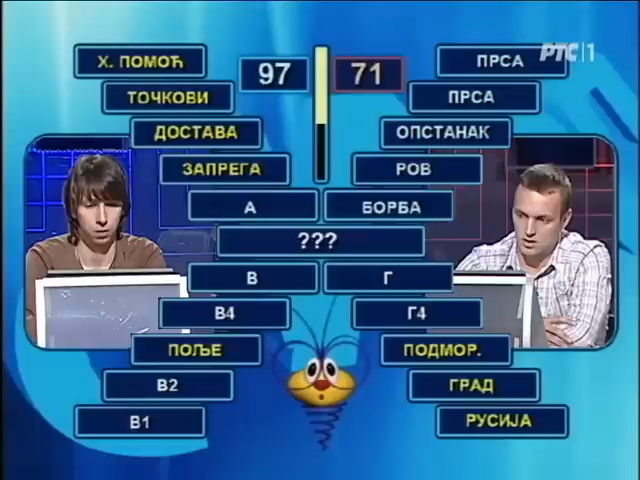 Х. ПОМОЋ
97
71
ПРСА
РТС 1
ТОЧКОВИ
ПРСА
ДОСТАВА
ОПСТАНАК
ЗАПРЕГА
РОВ
А
БОРБА
???
В
Г
В4
Г4
ПОЉЕ
ПОДМОР.
В2
ГРАД
В1
РУСИЈА